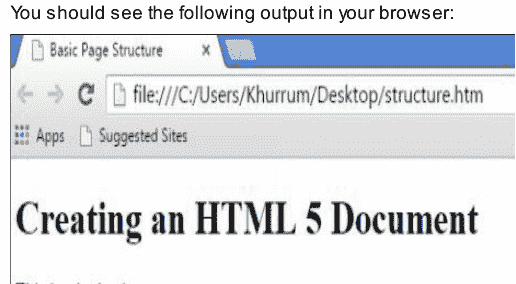 You should see the following output in your browser:
Basic Page Structure x
file:///C:/Users/Khurrum/Desktop/structure.htm
Apps Suggested Sites
Creating an HTML 5 Document